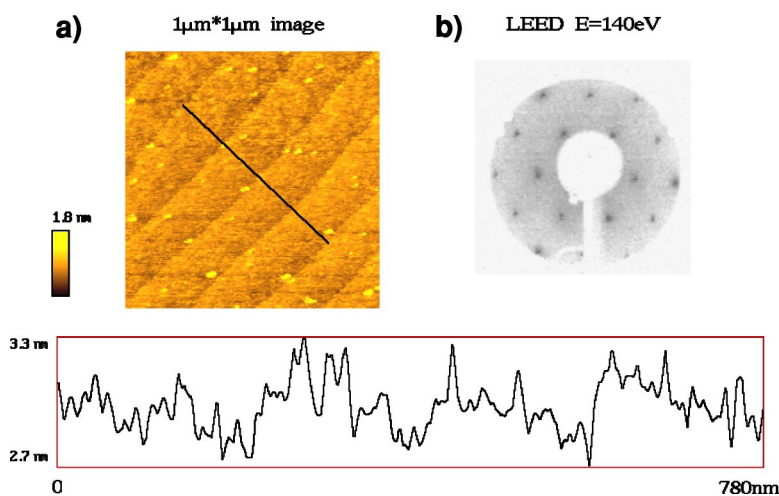 a)
1μm*1μm image
b)
LEED E=140eV
1.8 nm
3.3 nm
2.7 nm
0
780nm